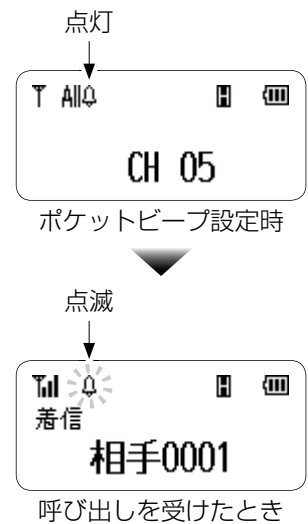 点灯
All H
CH 05
ポケットビープ設定時
点滅
H
着信
相手0001
呼び出しを受けたとき